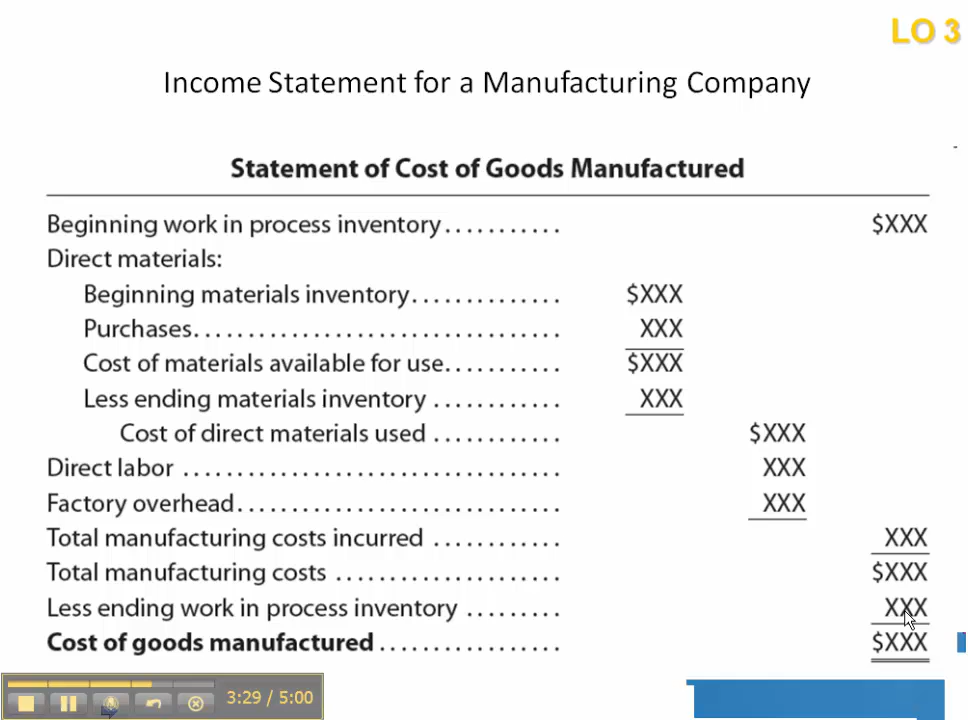 LO 3
Income Statement for a Manufacturing Company
Statement of Cost of Goods Manufactured
Beginning work in process inventory........... $XXX
Direct materials:
Beginning materials inventory.............. $XXX
Purchases................................. XXX
Cost of materials available for use........... $XXX
Less ending materials inventory ............ XXX
Cost of direct materials used ............ $XXX
Direct labor .................................. XXX
Factory overhead............................. XXX
Total manufacturing costs incurred ............ XXX
Total manufacturing costs ..................... $XXX
Less ending work in process inventory ......... XXX
Cost of goods manufactured ................. $XXX
3:29 / 5:00